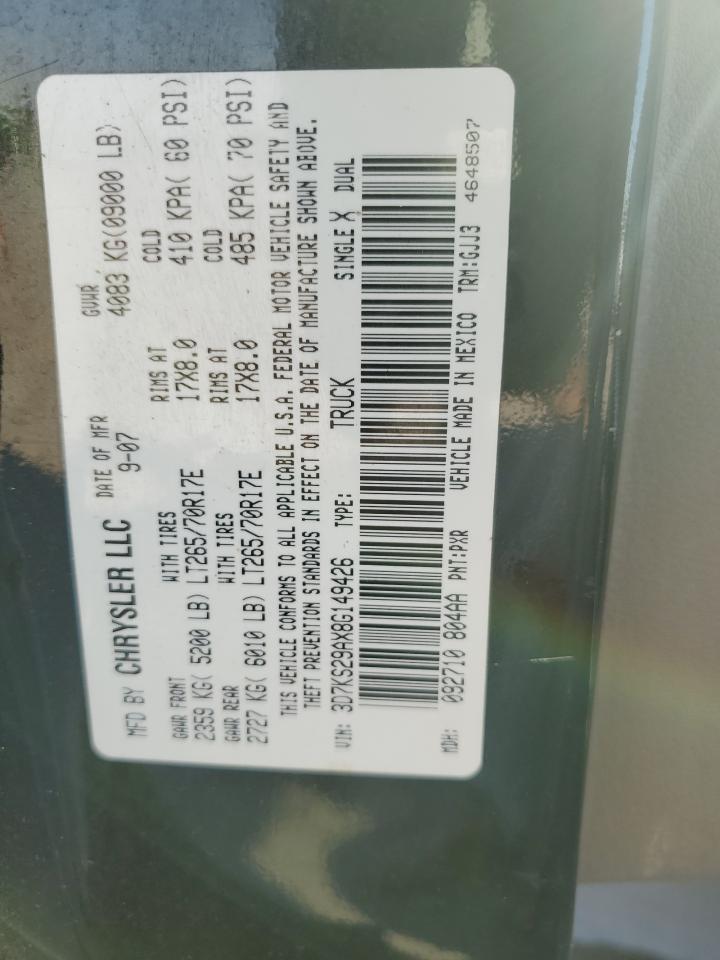 MFD BY CHRYSLER LLC DATE OF MFR GVWR
9-07 4083 KG(09000 LB)
GAWR FRONT WITH TIRES RIMS AT COLD
2359 KG( 5200 LB) LT265/70R17E 17X8.0 410 KPA( 60 PSI)
GAWR REAR WITH TIRES RIMS AT COLD
2727 KG( 6010 LB) LT265/70R17E 17X8.0 485 KPA( 70 PSI)
THIS VEHICLE CONFORMS TO ALL APPLICABLE U.S.A. FEDERAL MOTOR VEHICLE SAFETY AND
THEFT PREVENTION STANDARDS IN EFFECT ON THE DATE OF MANUFACTURE SHOWN ABOVE.
VIN: 3D7KS29AX8G149426 TYPE: TRUCK SINGLE X DUAL
MDH: 092710 804AA PNT:PXR VEHICLE MADE IN MEXICO TRM:GJJ3 4648507